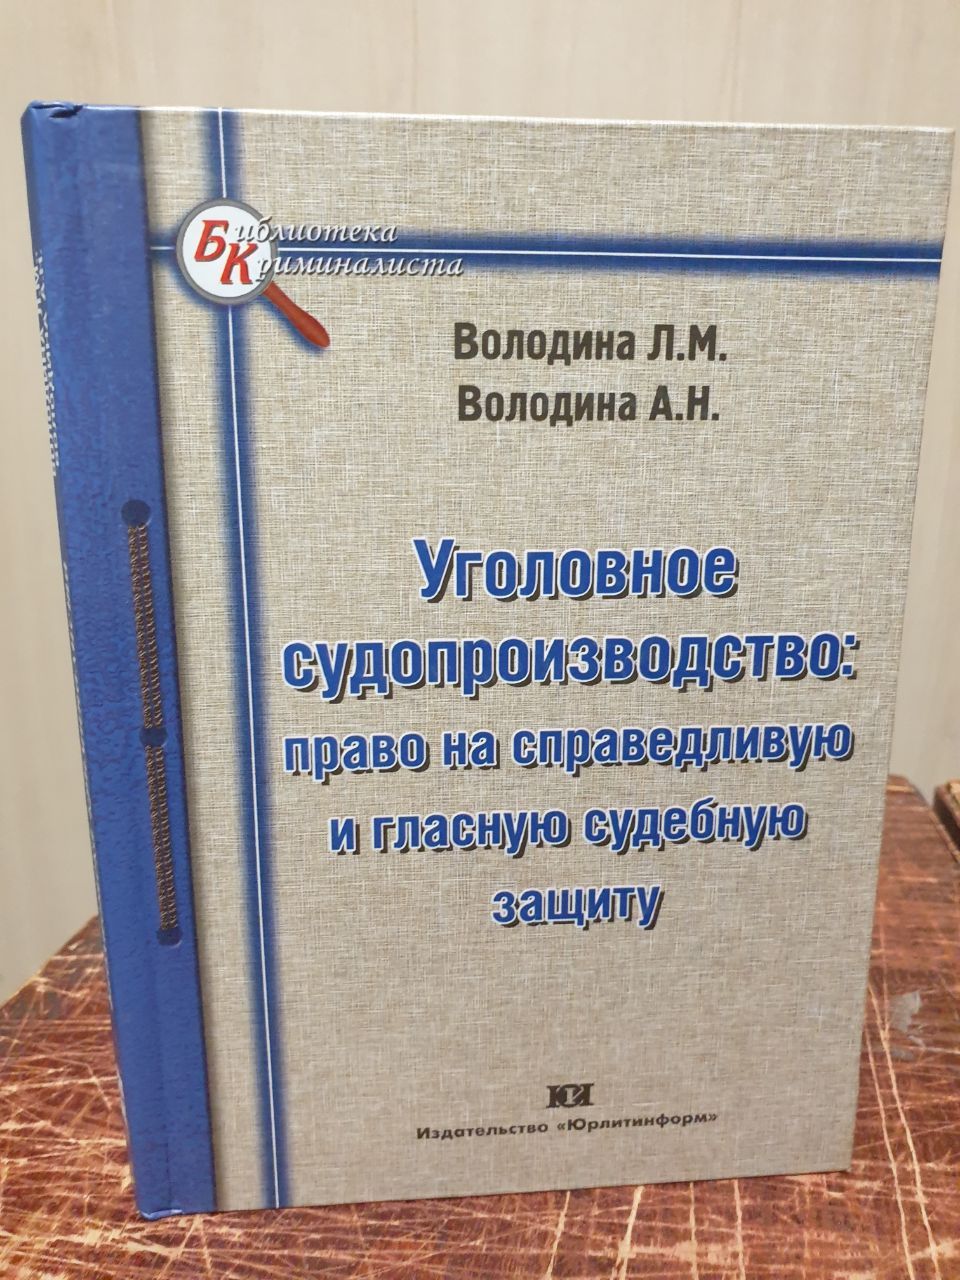 Библиотека
Криминалиста
Володина Л.М.
Володина А.Н.
Уголовное
судопроизводство:
право на справедливую
и гласную судебную
защиту
Издательство «Юрлитинформ»